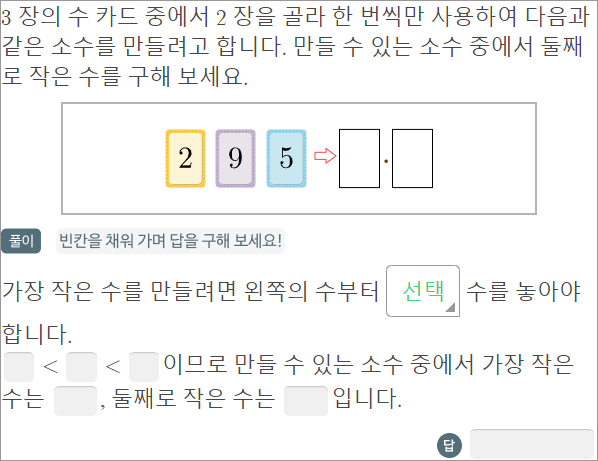 3 장의 수 카드 중에서 2 장을 골라 한 번씩만 사용하여 다음과
같은 소수를 만들려고 합니다. 만들 수 있는 소수 중에서 둘째
로 작은 수를 구해 보세요.
2 9 5 ⇨ .
풀이 빈칸을 채워 가며 답을 구해 보세요!
가장 작은 수를 만들려면 왼쪽의 수부터 선택 수를 놓아야
합니다.
< < 이므로 만들 수 있는 소수 중에서 가장 작은
수는 , 둘째로 작은 수는 입니다.
답